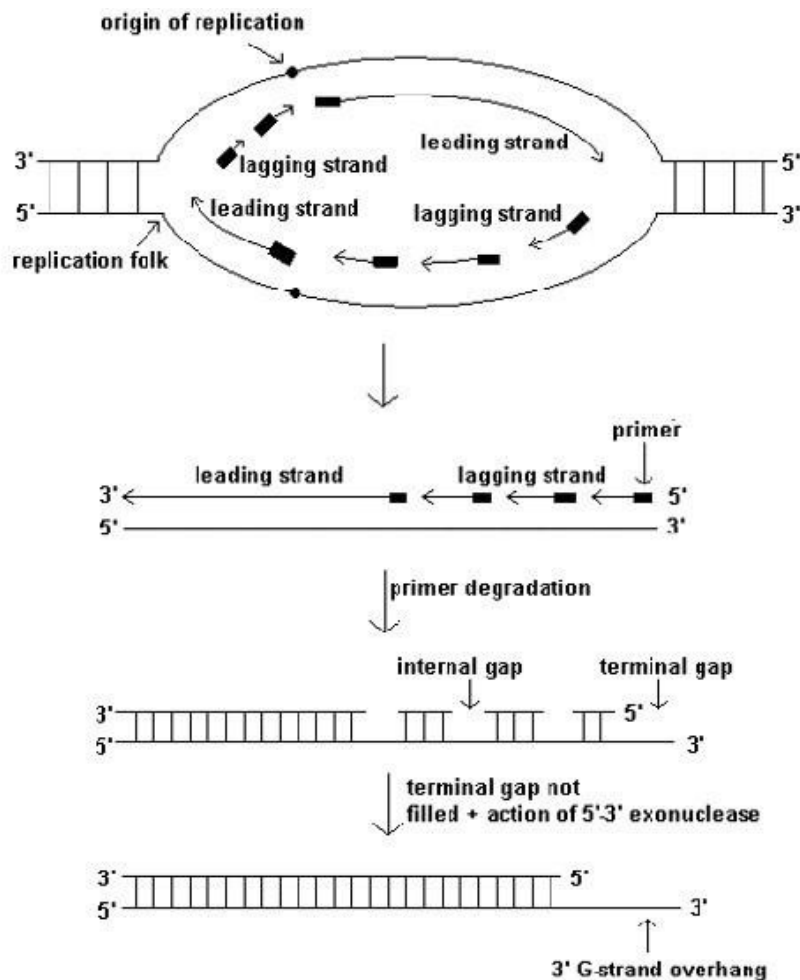 origin of replication
leading strand
3' 5'
lagging strand
leading strand
lagging strand
5' 3'
replication folk
primer
leading strand lagging strand
3' 5'
5' 3'
primer degradation
internal gap terminal gap
3' 5'
5' 3'
terminal gap not
filled + action of 5'-3' exonuclease
3' 5'
5' 3'
3' G-strand overhang